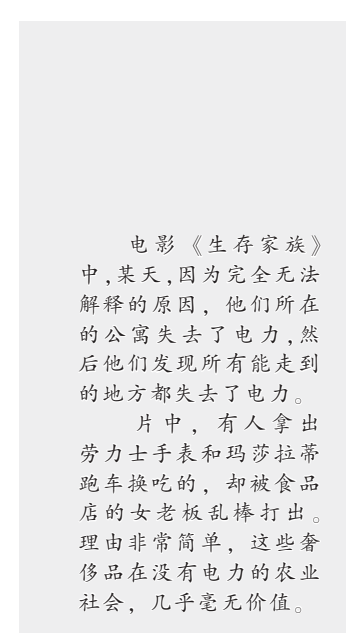 电影《生存家族》
中,某天,因为完全无法
解释的原因，他们所在
的公寓失去了电力,然
后他们发现所有能走到
的地方都失去了电力。
片中，有人拿出
劳力士手表和玛莎拉蒂
跑车换吃的，却被食品
店的女老板乱棒打出。
理由非常简单，这些奢
侈品在没有电力的农业
社会，几乎毫无价值。